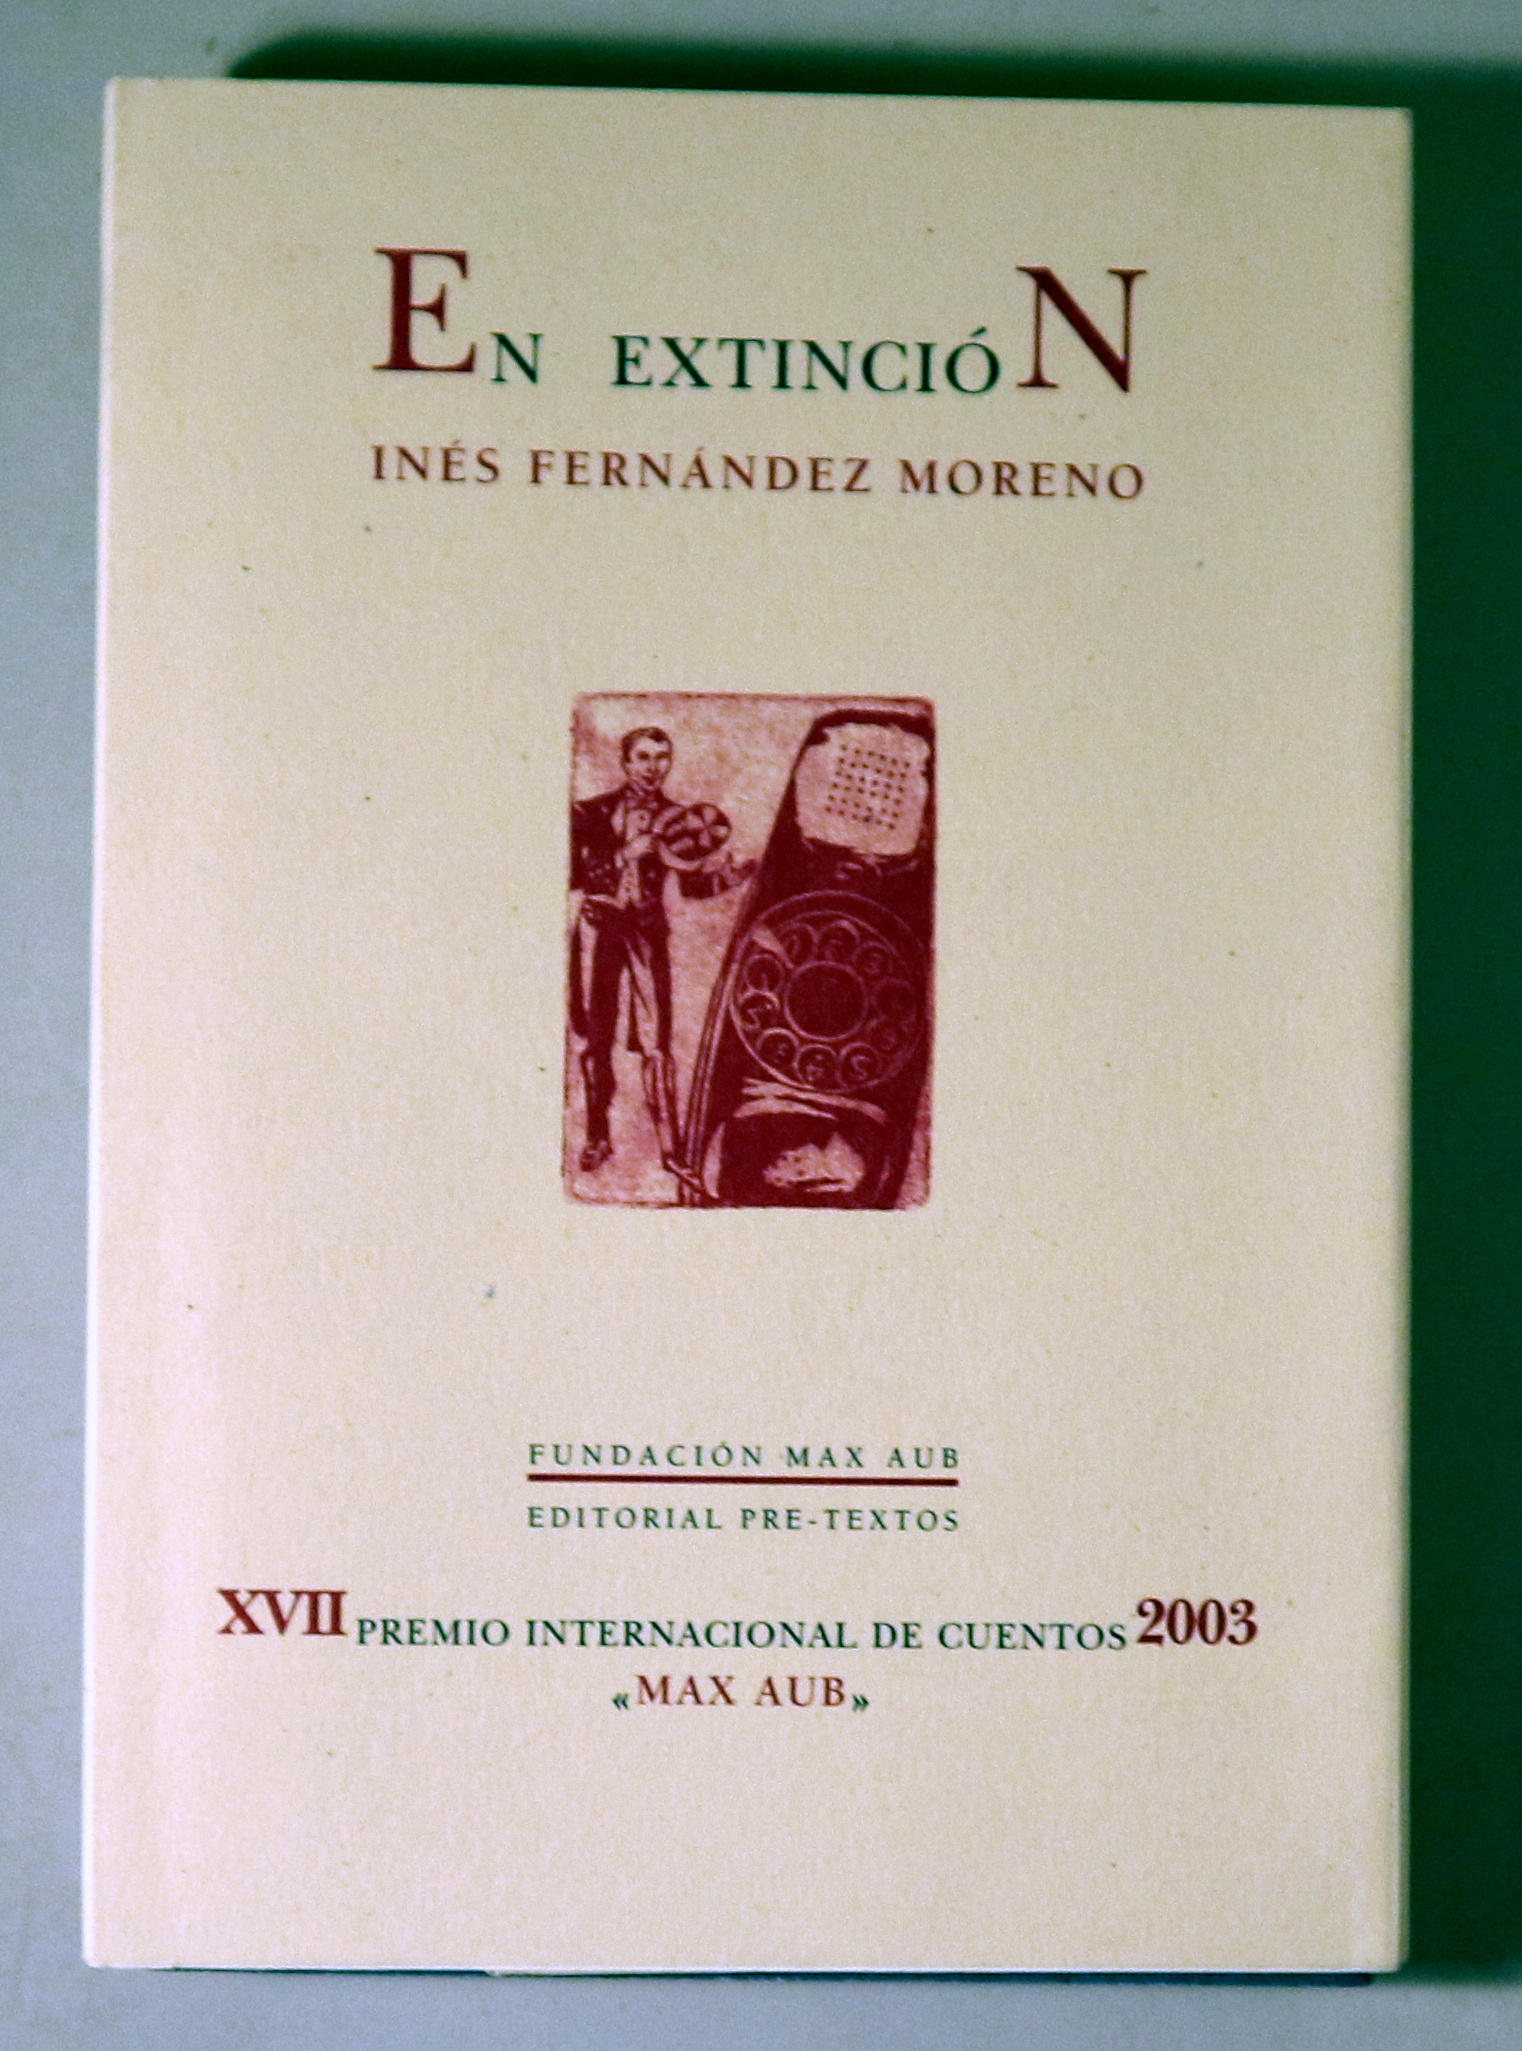 EN EXTINCIÓN
INÉS FERNÁNDEZ MORENO
FUNDACIÓN MAX AUB
EDITORIAL PRE-TEXTOS
XVII PREMIO INTERNACIONAL DE CUENTOS 2003
«MAX AUB»